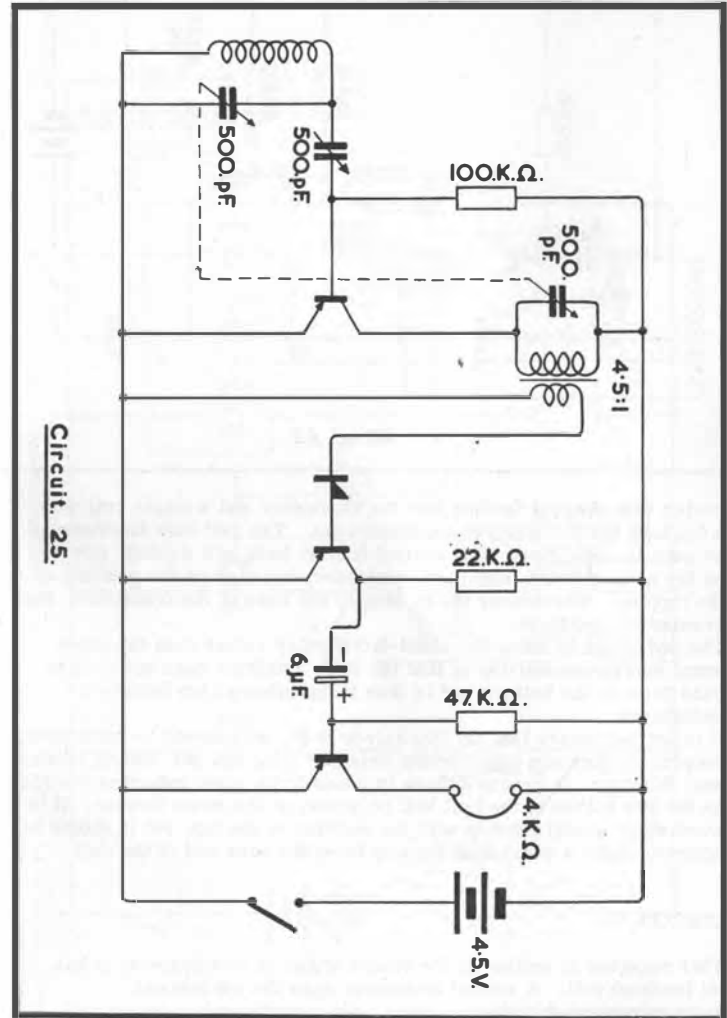 500.pF.
500.pF.
100.K.Ω.
500.
pF.
4·5:1
22.K.Ω.
− +
6.µF.
47.K.Ω.
4.K.Ω.
4·5V.
Circuit. 25.